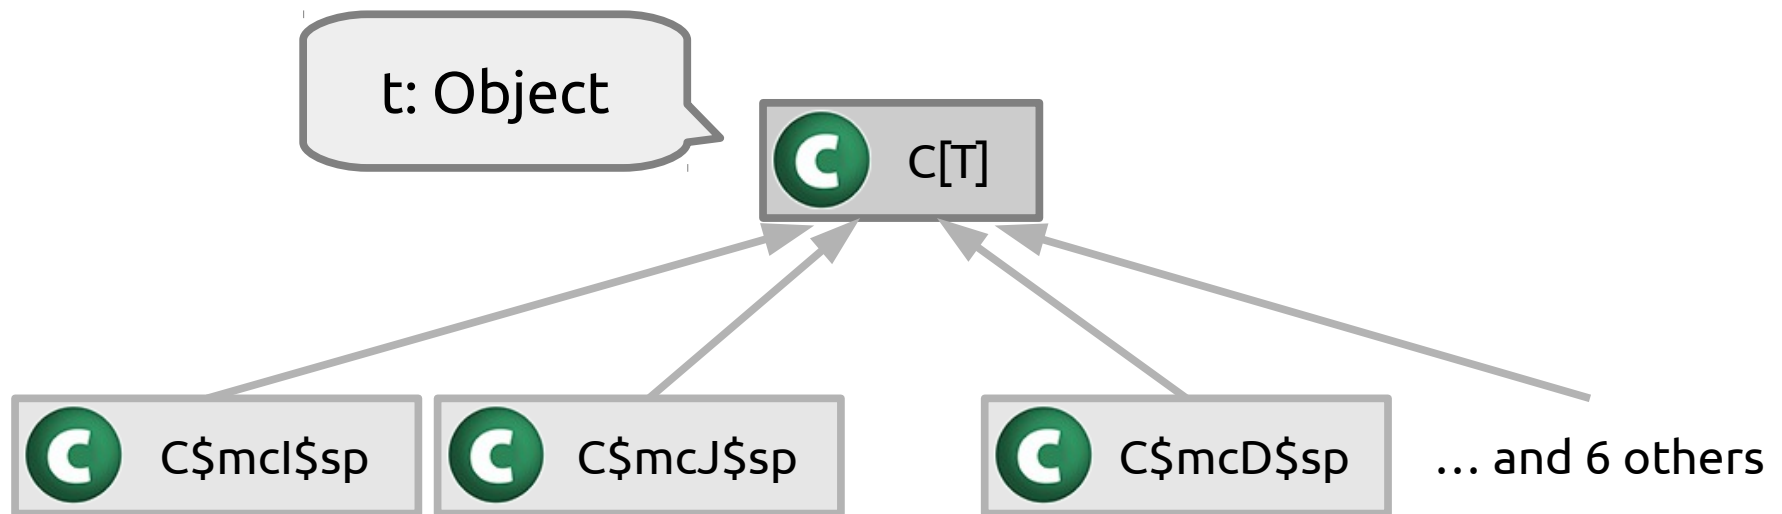 t: Object
C[T]
C$mcI$sp
C$mcJ$sp
C$mcD$sp
… and 6 others